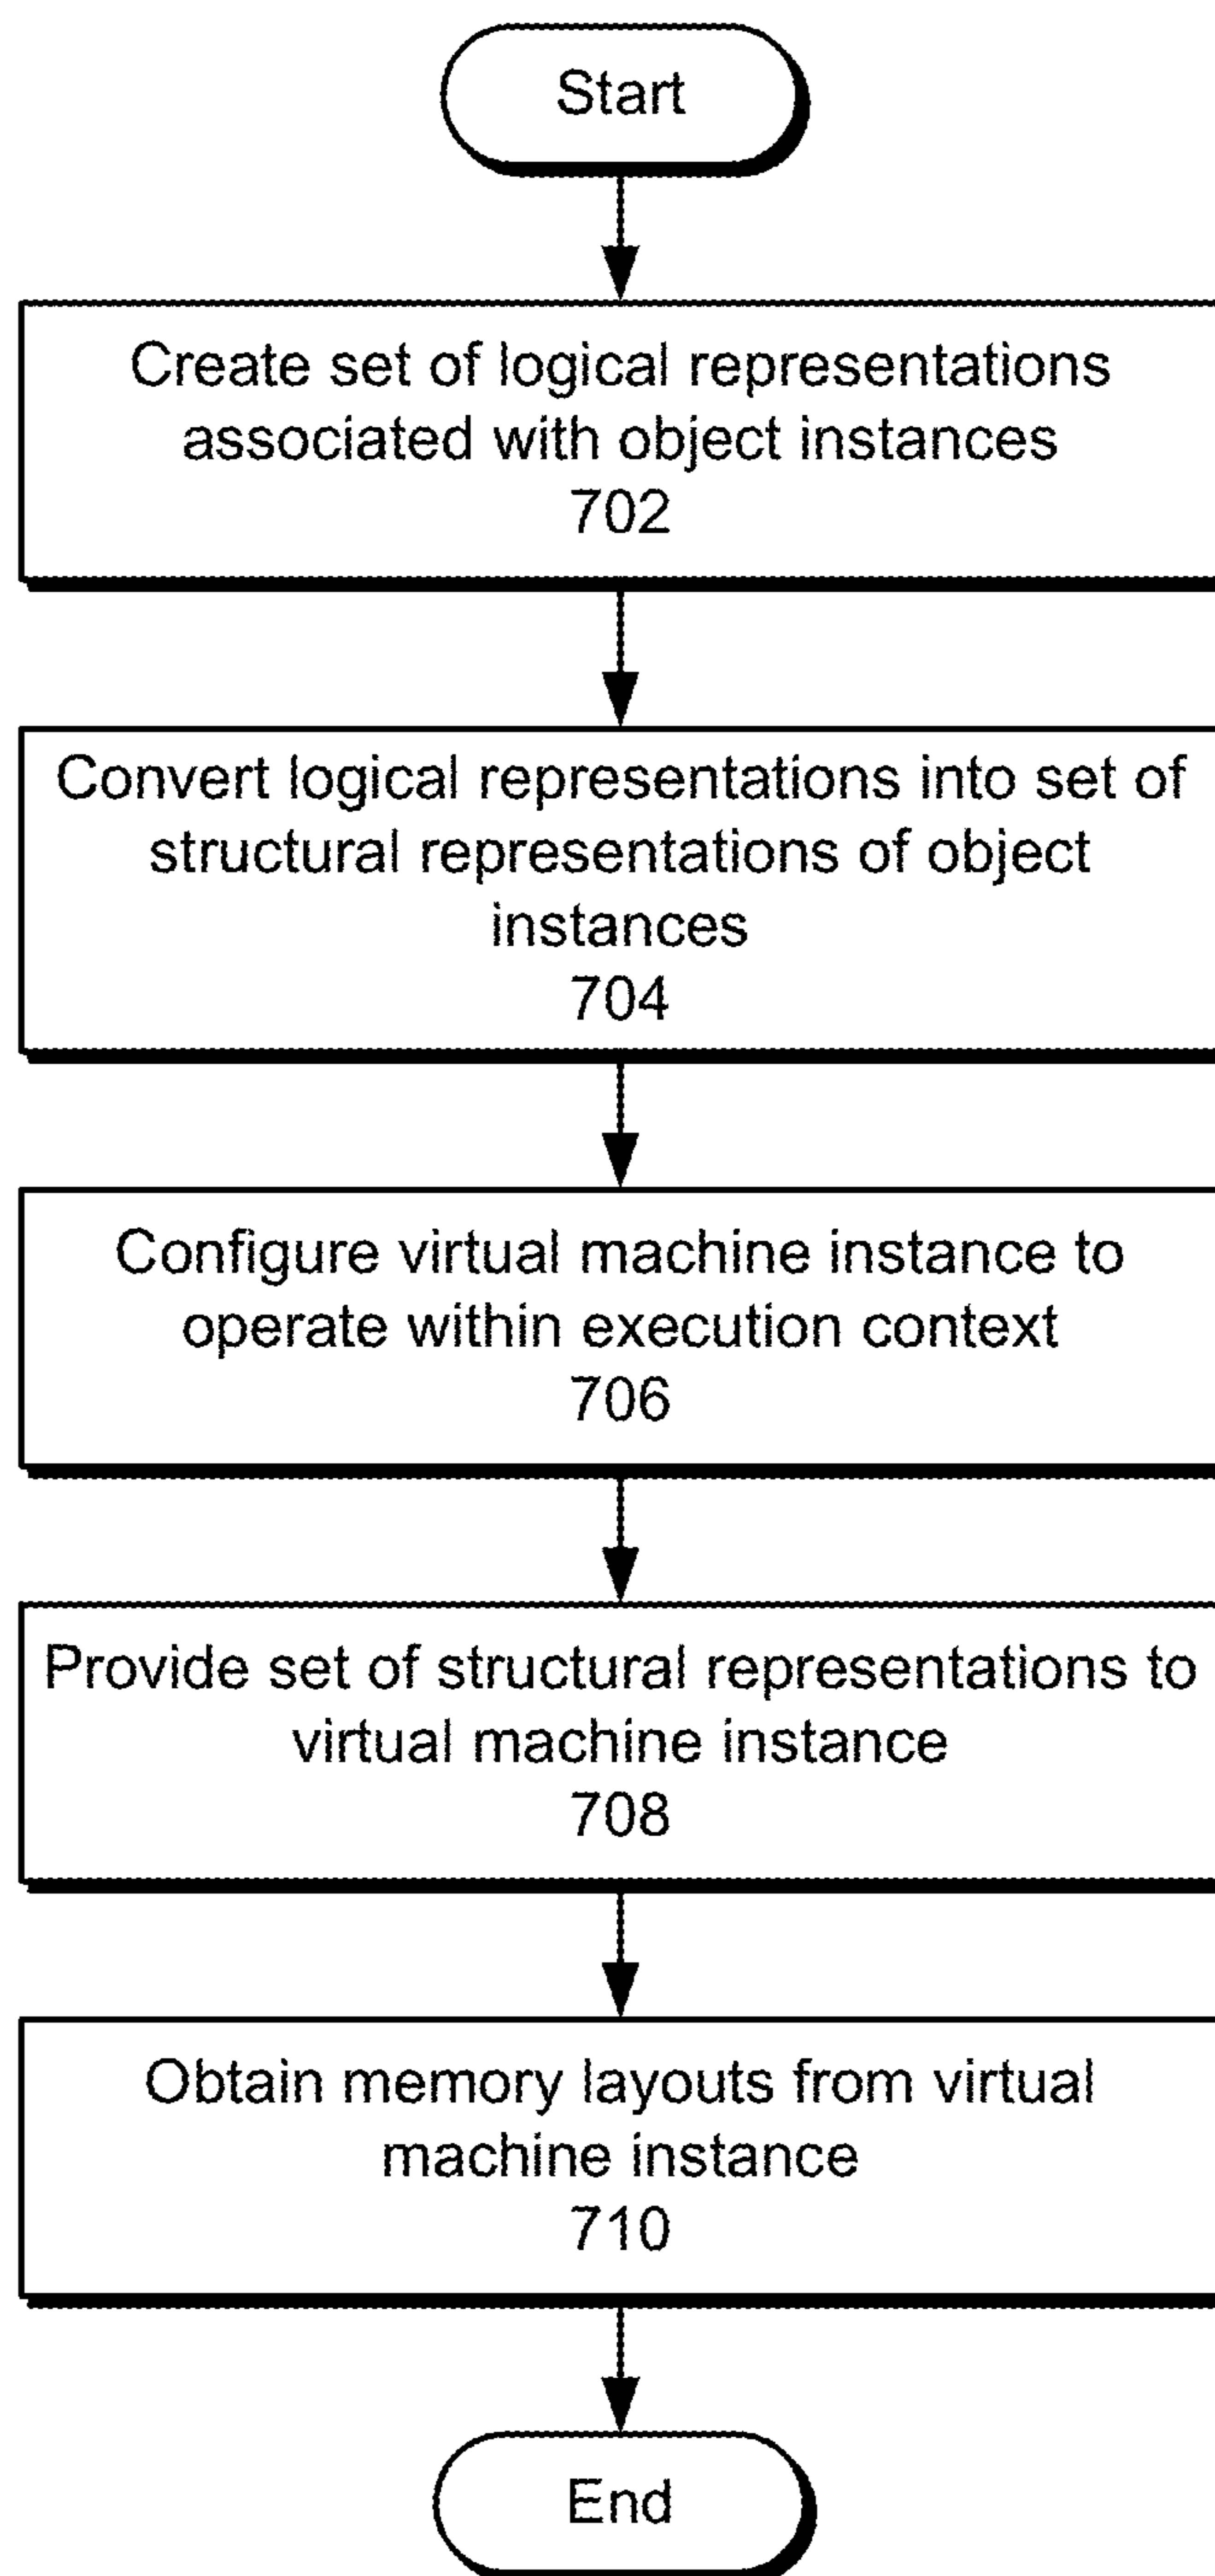 Start
Create set of logical representations
associated with object instances
702
Convert logical representations into set of
structural representations of object
instances
704
Configure virtual machine instance to
operate within execution context
706
Provide set of structural representations to
virtual machine instance
708
Obtain memory layouts from virtual
machine instance
710
End